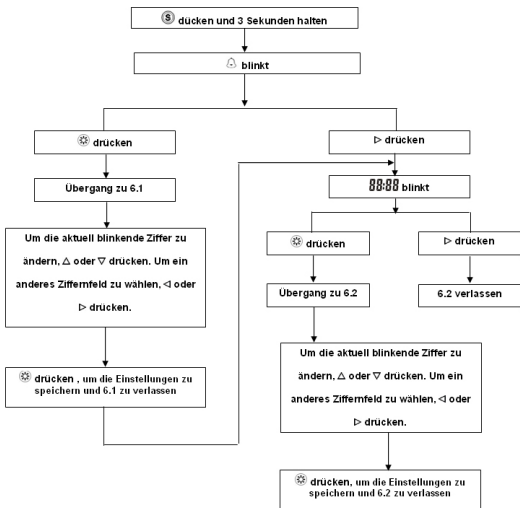 S dücken und 3 Sekunden halten
blinkt
drücken
▷ drücken
Übergang zu 6.1
88:88 blinkt
Um die aktuell blinkende Ziffer zu
ändern, △ oder ▽ drücken. Um ein
anderes Ziffernfeld zu wählen, ◁ oder
▷ drücken.
drücken
▷ drücken
Übergang zu 6.2
6.2 verlassen
drücken , um die Einstellungen zu
speichern und 6.1 zu verlassen
Um die aktuell blinkende Ziffer zu
ändern, △ oder ▽ drücken. Um ein
anderes Ziffernfeld zu wählen, ◁ oder
▷ drücken.
drücken, um die Einstellungen zu
speichern und 6.2 zu verlassen